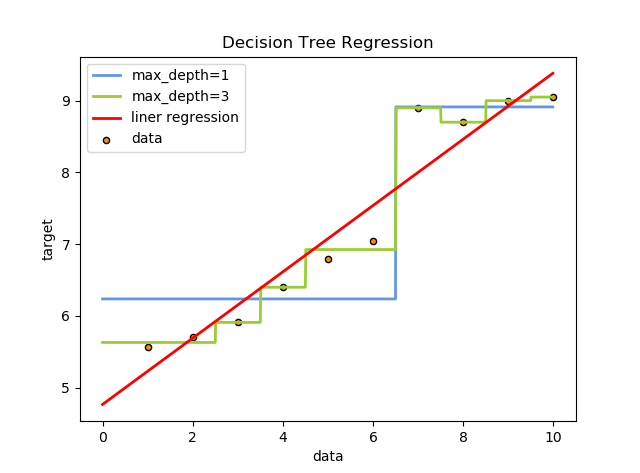 Decision Tree Regression
max_depth=1
max_depth=3
liner regression
data
9
8
7
6
5
target
0 2 4 6 8 10
data